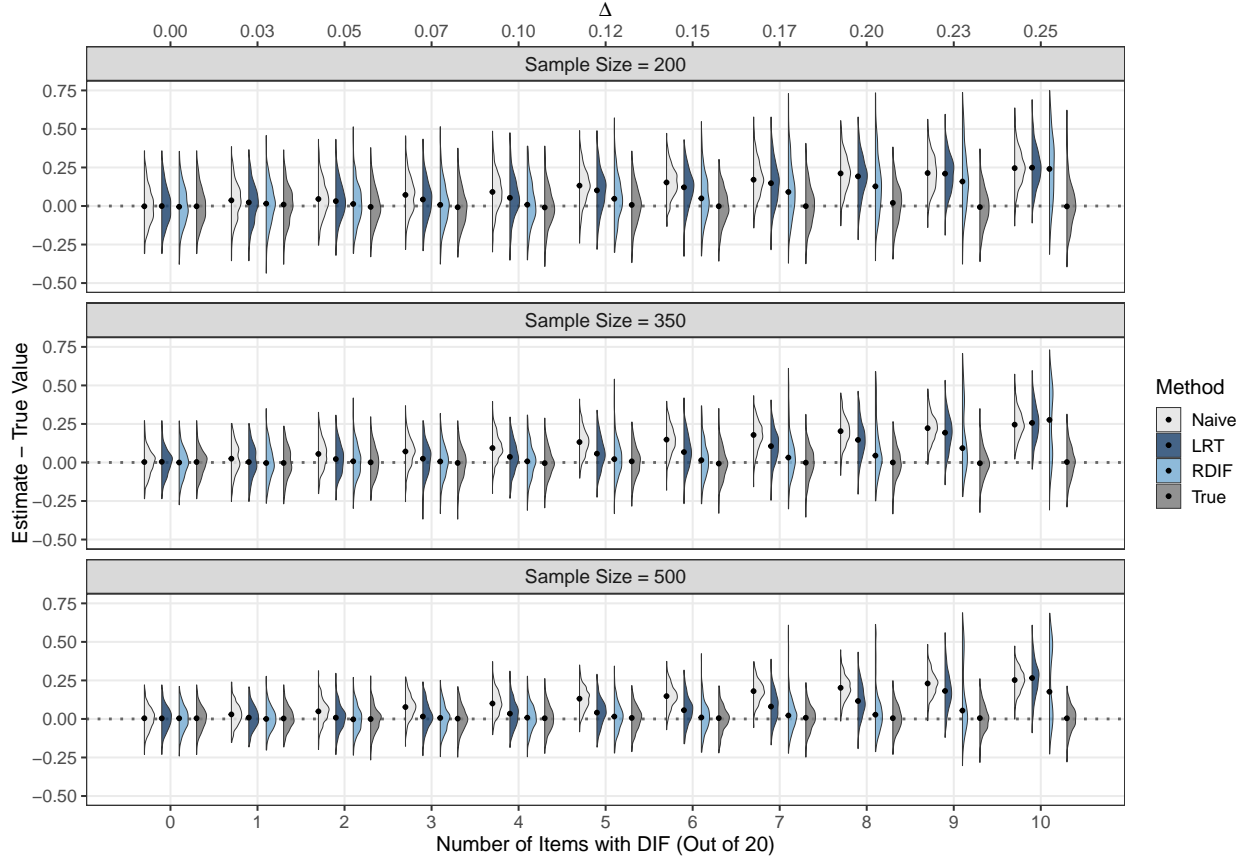 Δ
0.00 0.03 0.05 0.07 0.10 0.12 0.15 0.17 0.20 0.23 0.25
Sample Size = 200
0.75
0.50
0.25
0.00
−0.25
−0.50
Sample Size = 350
0.75
0.50
0.25
0.00
−0.25
−0.50
Sample Size = 500
0.75
0.50
0.25
0.00
−0.25
−0.50
0 1 2 3 4 5 6 7 8 9 10
Number of Items with DIF (Out of 20)
Estimate − True Value
Method
Naive
LRT
RDIF
True